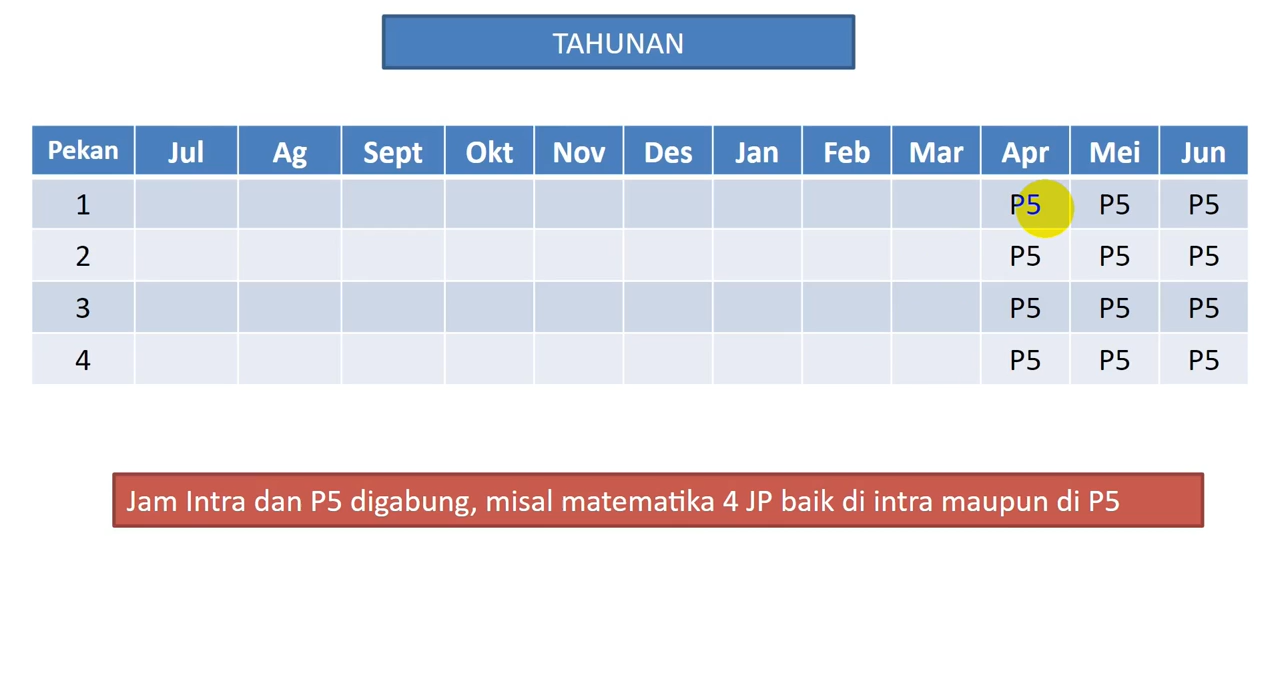 TAHUNAN
Pekan Jul Ag Sept Okt Nov Des Jan Feb Mar Apr Mei Jun
1 P5 P5 P5
2 P5 P5 P5
3 P5 P5 P5
4 P5 P5 P5
Jam Intra dan P5 digabung, misal matematika 4 JP baik di intra maupun di P5